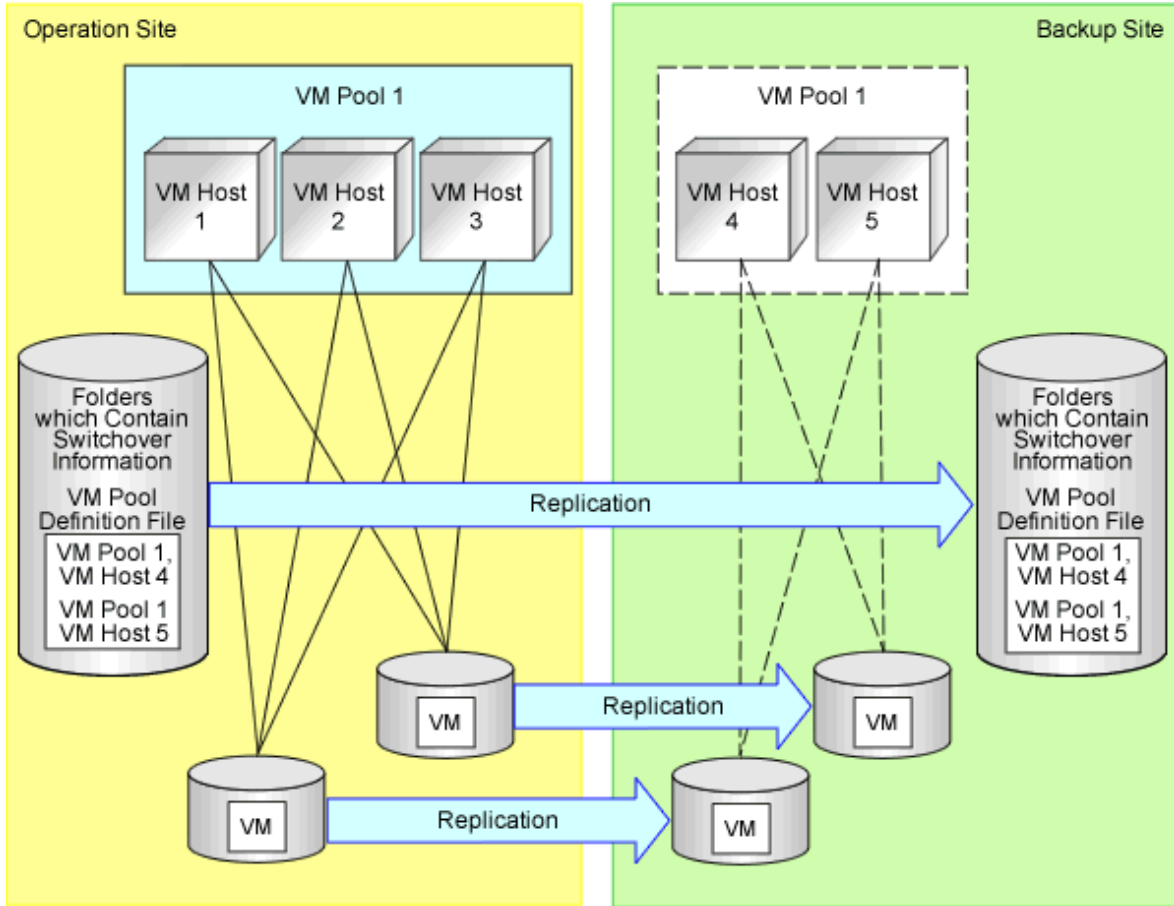 Operation Site
Backup Site
VM Pool 1
VM Host
1
VM Host
2
VM Host
3
VM Pool 1
VM Host
4
VM Host
5
Folders
which Contain
Switchover
Information
VM Pool
Definition File
VM Pool 1,
VM Host 4
VM Pool 1
VM Host 5
Replication
Folders
which Contain
Switchover
Information
VM Pool
Definition File
VM Pool 1,
VM Host 4
VM Pool 1,
VM Host 5
VM
Replication
VM
VM
Replication
VM